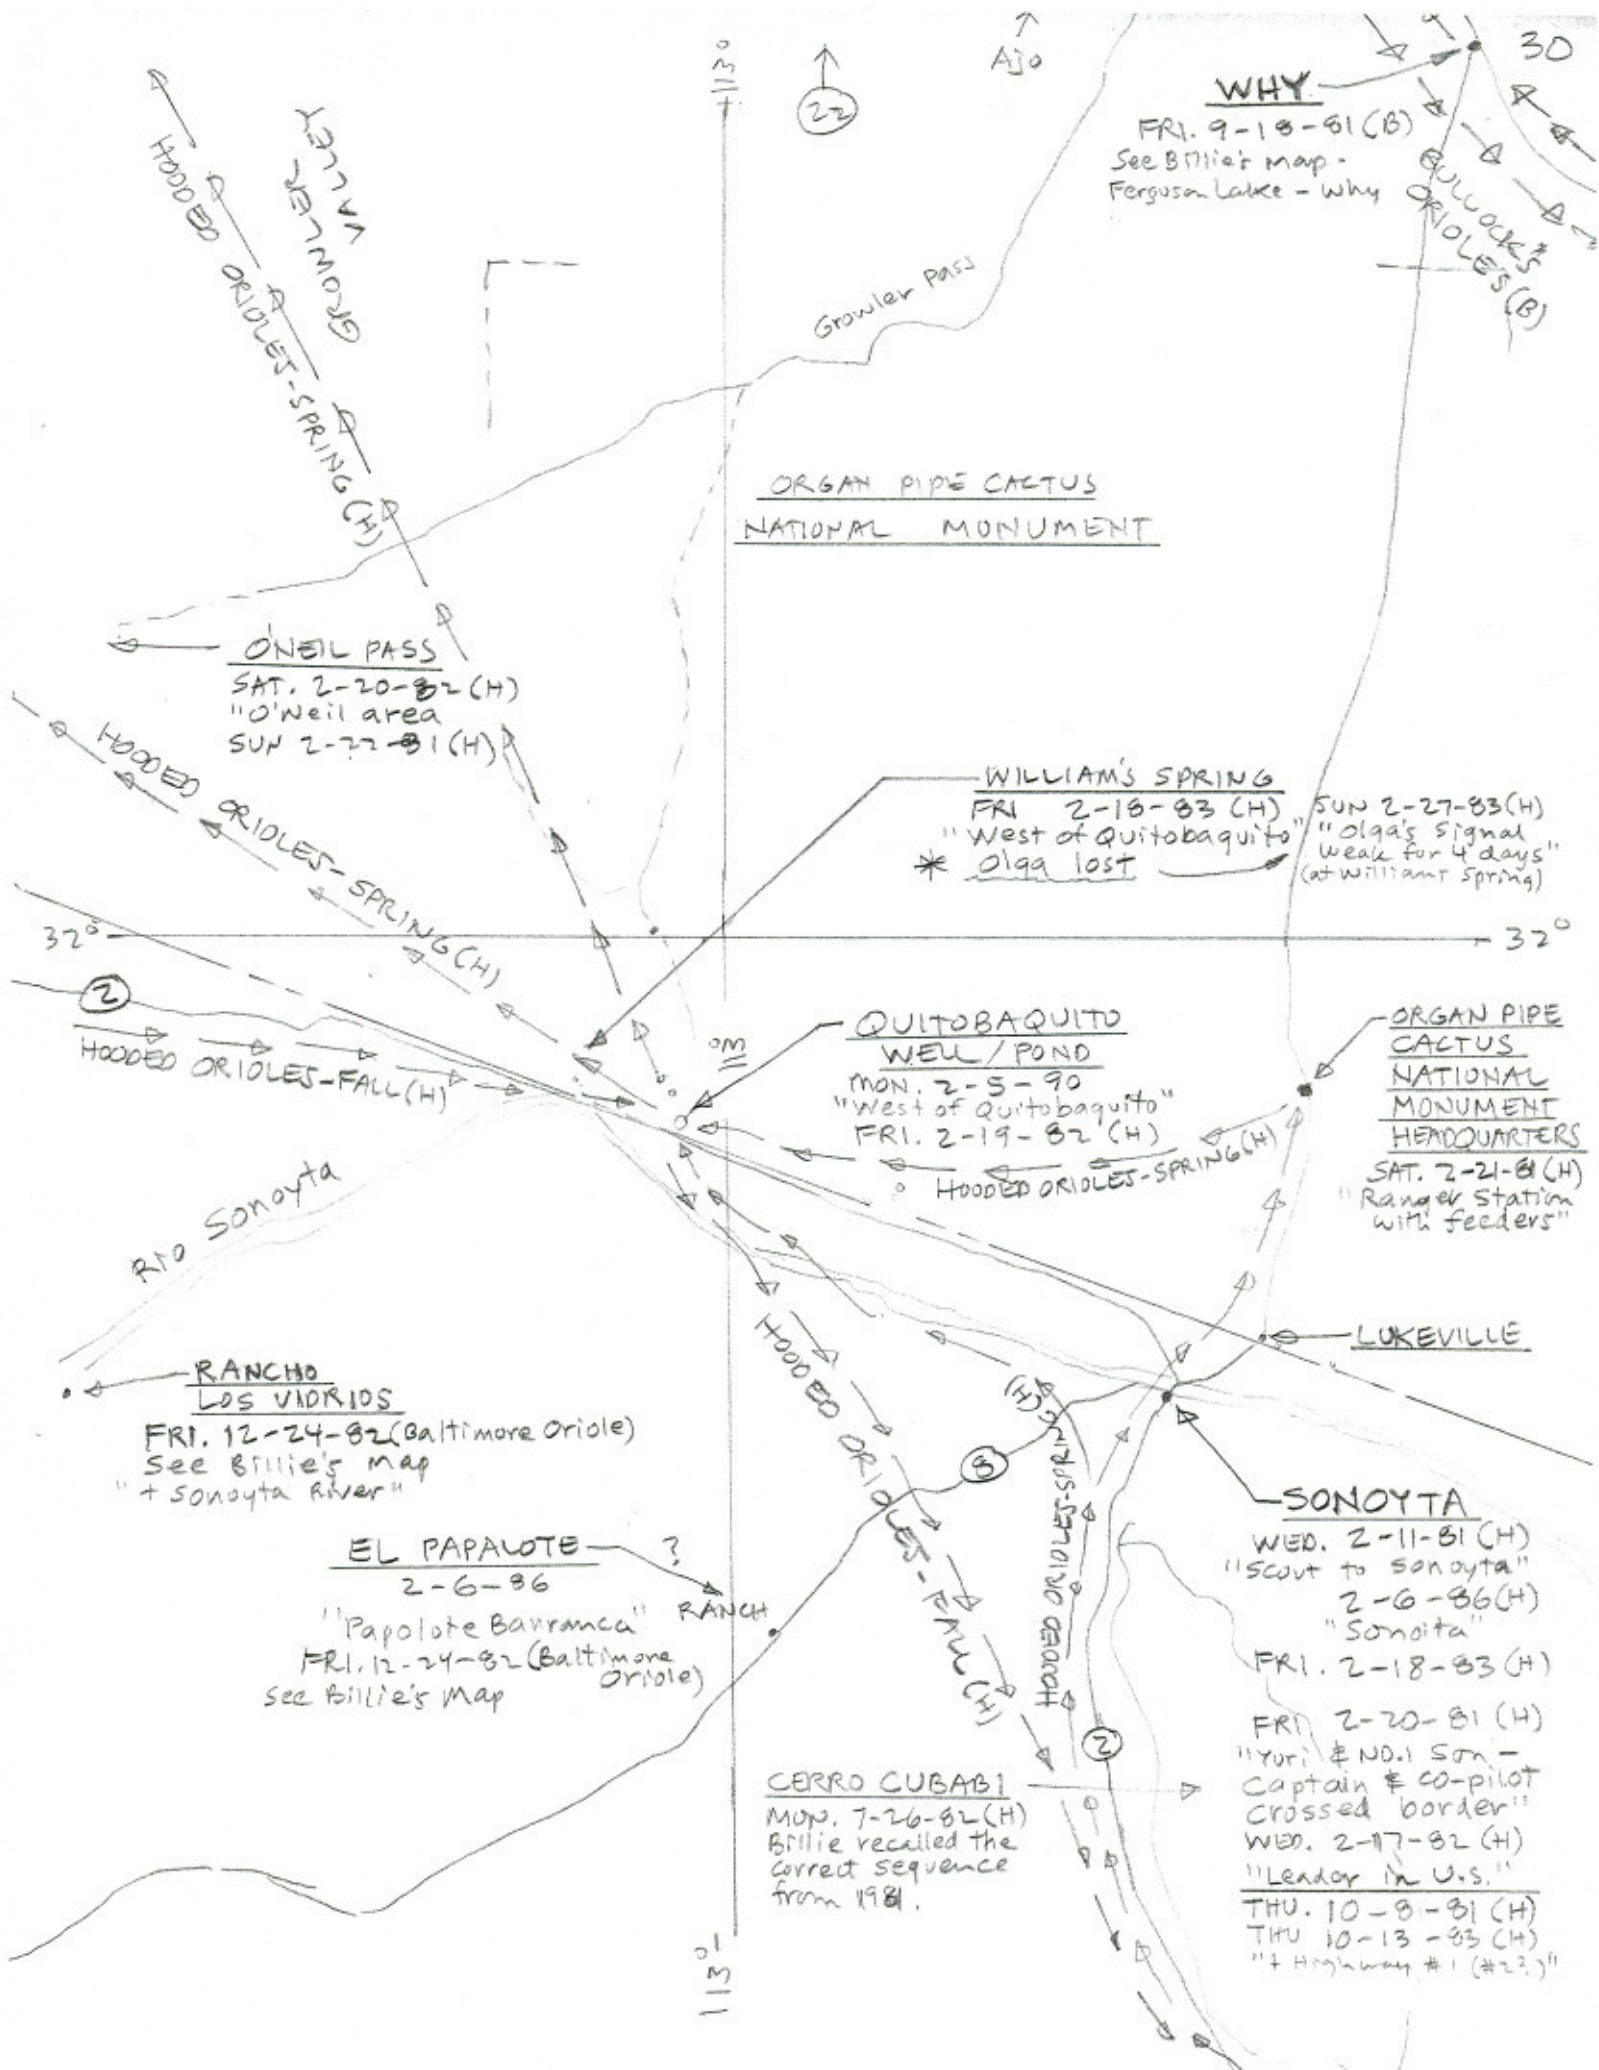 30
113°
22
Ajo
WHY
FRI. 9-18-81 (B)
See Billie's map -
Ferguson Lake - Why
BULLOCK'S
ORIOLES (B)
HOODED ORIOLES-SPRING (H)
GROWLER
VALLEY
Growler Pass
ORGAN PIPE CACTUS
NATIONAL MONUMENT
O'NEIL PASS
SAT. 2-20-82 (H)
"O'Neil area
SUN 2-22-81 (H)
HOODED ORIOLES-SPRING (H)
WILLIAM'S SPRING
FRI 2-18-83 (H)
"West of Quitobaquito"
* Olga lost
SUN 2-27-83 (H)
"Olga's Signal
Weak for 4 days"
(at Williams Spring)
32°
32°
2
HOODED ORIOLES-FALL (H)
QUITOBAQUITO
WELL/POND
MON. 2-5-90
"West of Quitobaquito"
FRI. 2-19-82 (H)
HOODED ORIOLES-SPRING (H)
ORGAN PIPE
CACTUS
NATIONAL
MONUMENT
HEADQUARTERS
SAT. 2-21-81 (H)
"Ranger Station
with feeders"
Rio Sonoyta
LUKEVILLE
RANCHO
LOS VIDRIOS
FRI. 12-24-82 (Baltimore Oriole)
See Billie's map
"+ Sonoyta River"
HOODED ORIOLES - FALL (H)
8
HOODED ORIOLES-SPRING (H)
SONOYTA
WED. 2-11-81 (H)
"Scout to Sonoyta"
2-6-86 (H)
"Sonoita"
FRI. 2-18-83 (H)
FRI 2-20-81 (H)
"Yuri & NO.1 Son -
Captain & co-pilot
crossed border"
WED. 2-17-82 (H)
"Leader in U.S."
THU. 10-8-81 (H)
THU 10-13-83 (H)
"+ Highway #1 (#2?)"
EL PAPALOTE ?
2-6-86
"Papolote Barranca"
RANCH
FRI. 12-24-82 (Baltimore
Oriole)
See Billie's Map
2
CERRO CUBABI
MON. 7-26-82 (H)
Billie recalled the
correct sequence
from 1981.
113°